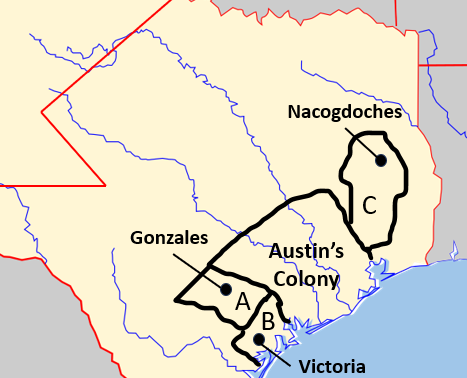 Nacogdoches
C
Gonzales
Austin's
Colony
A
B
Victoria